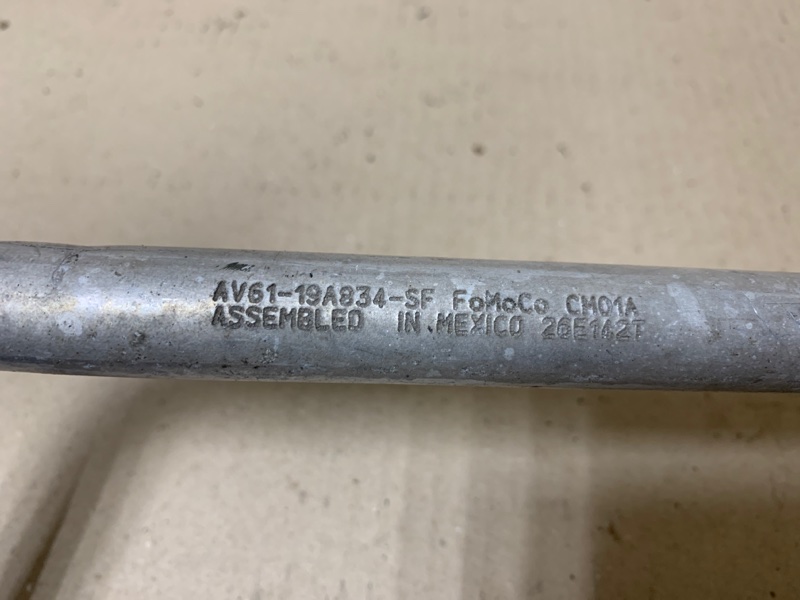 AV61-19A834-SF FoMoCo CM01A
ASSEMBLED IN MEXICO 26E142T